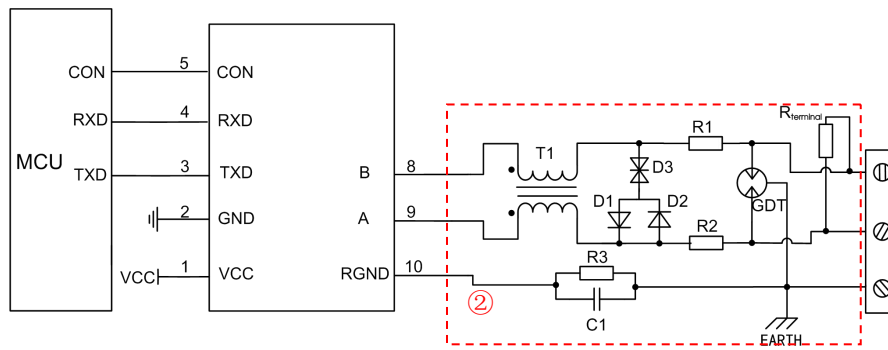 MCU
CON 5 CON
RXD 4 RXD
TXD 3 TXD
2 GND
VCC 1 VCC
B 8
A 9
RGND 10
T1
D3
D1
D2
R1
R2
GDT
Rterminal
R3
C1
②
EARTH